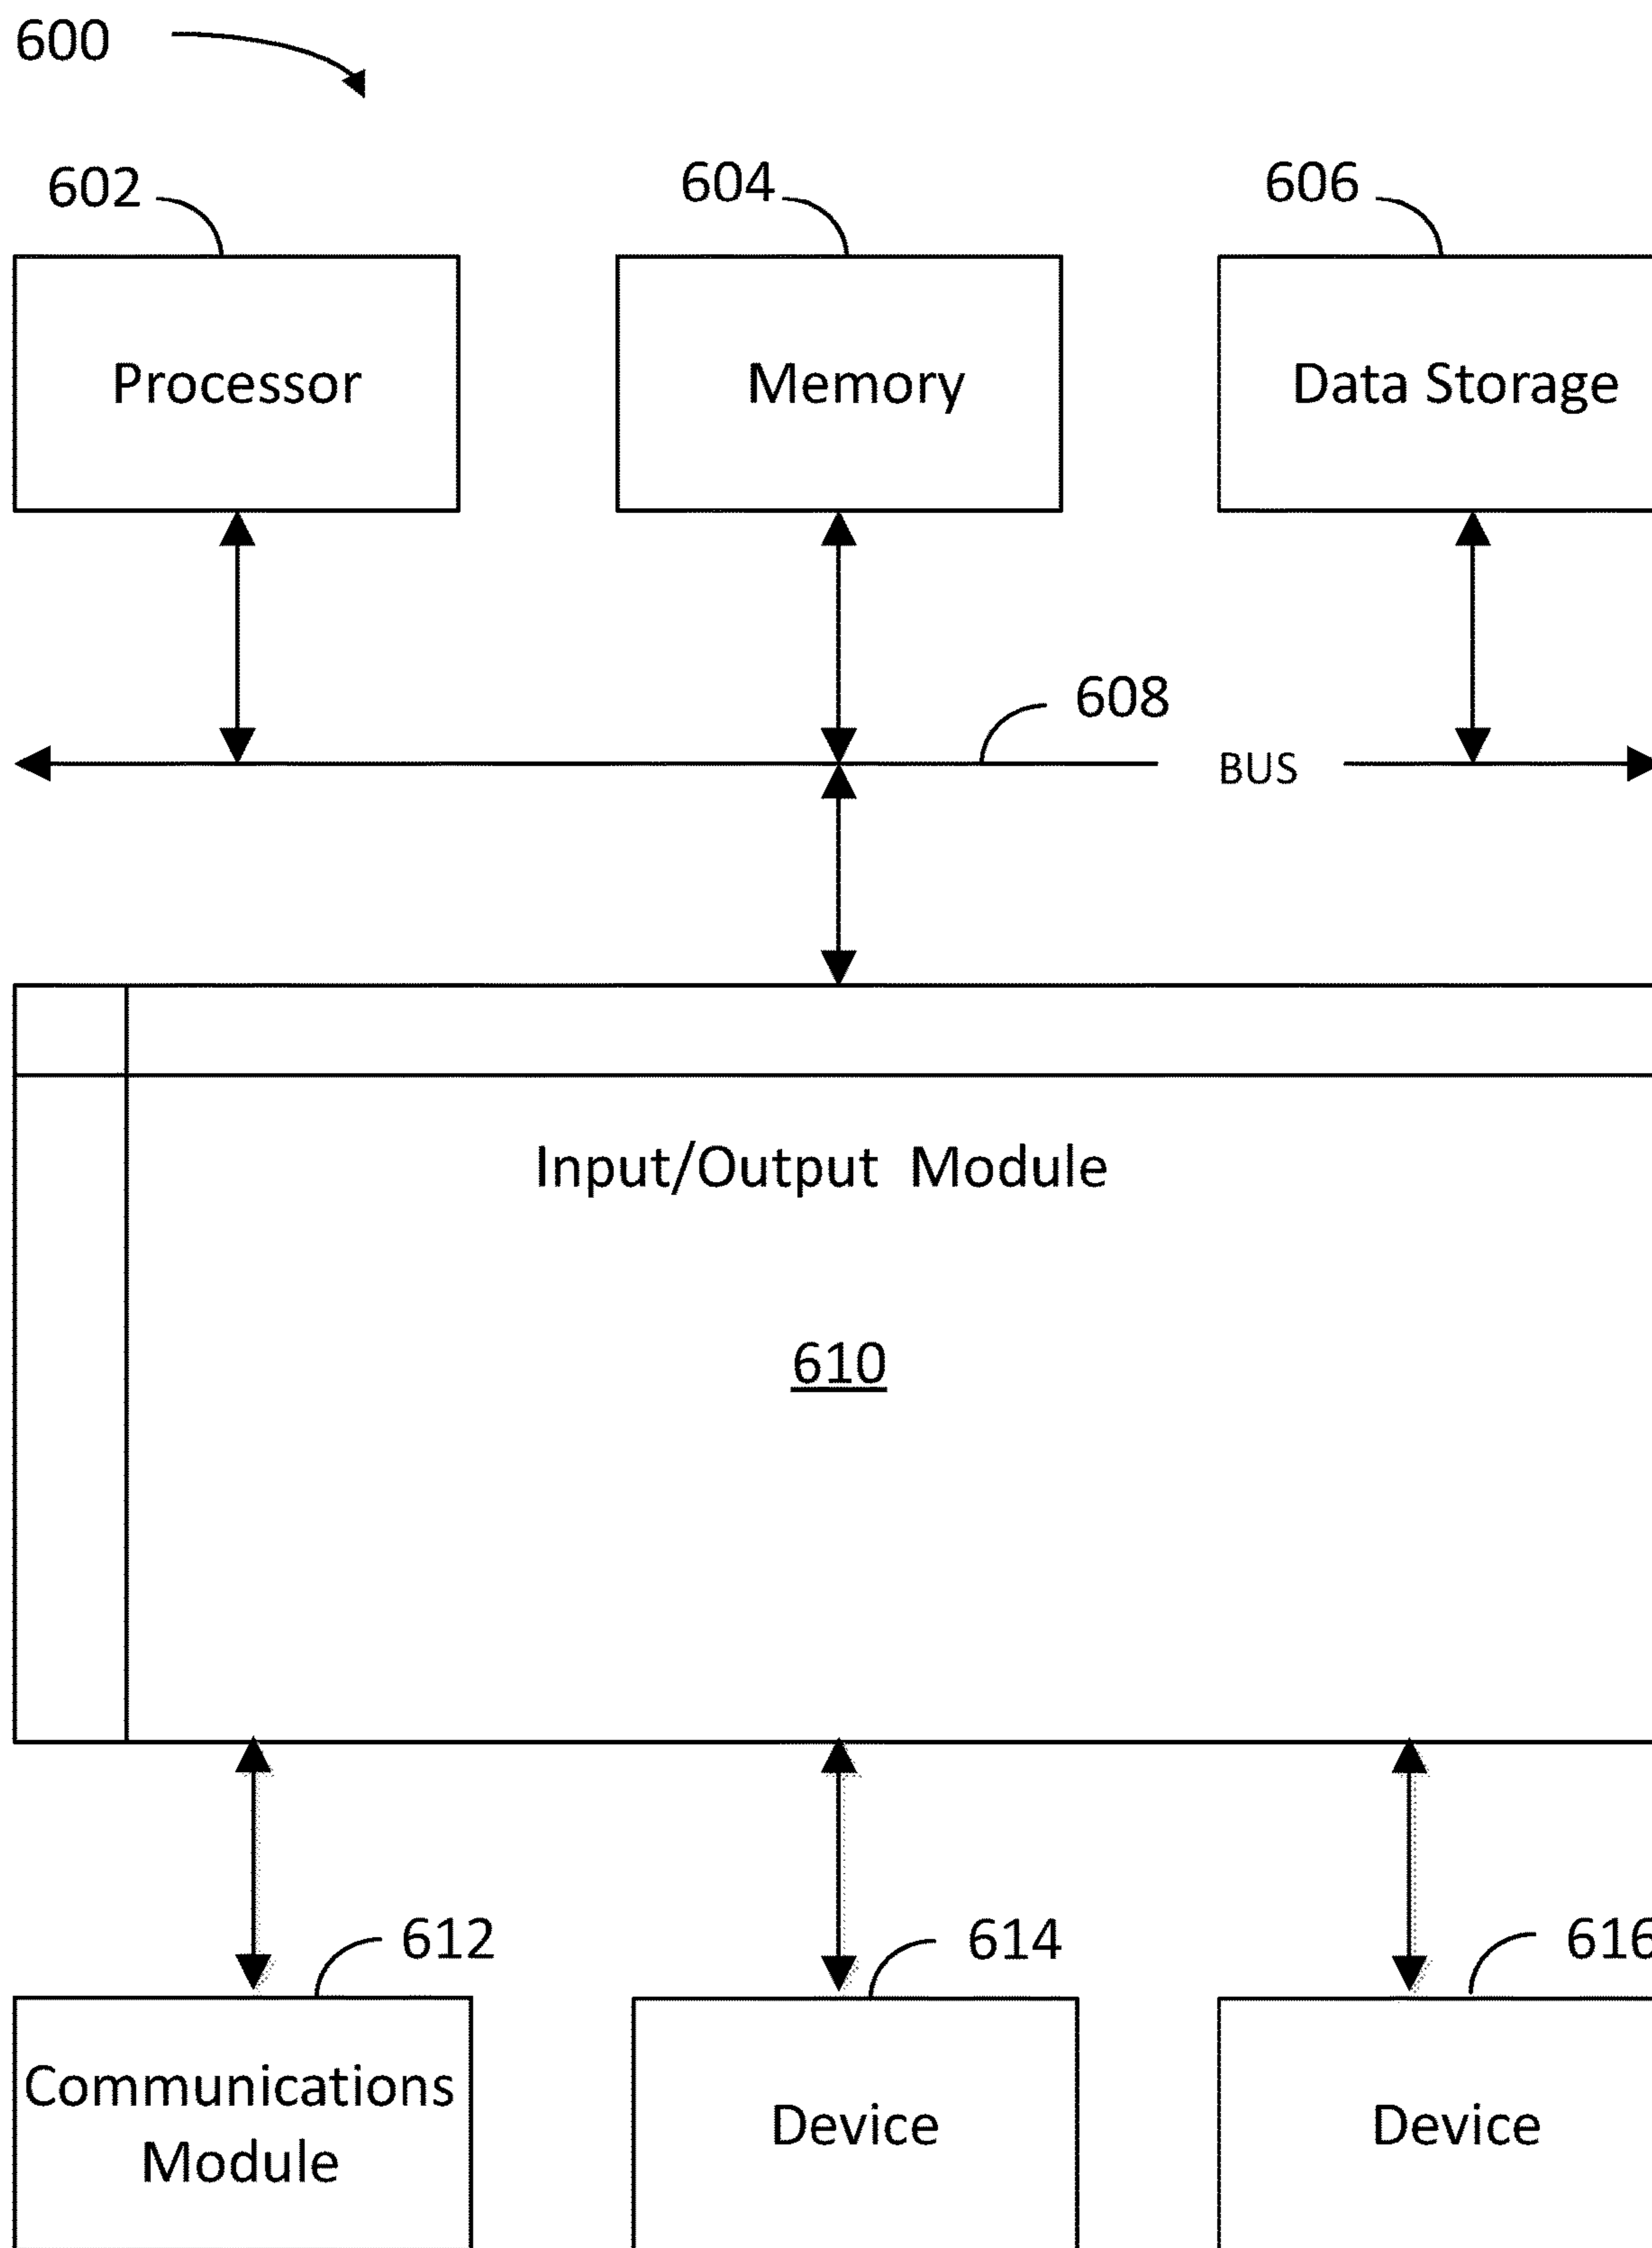 600
602
604
606
Processor
Memory
Data Storage
608
BUS
Input/Output Module
610
612
614
616
Communications
Module
Device
Device